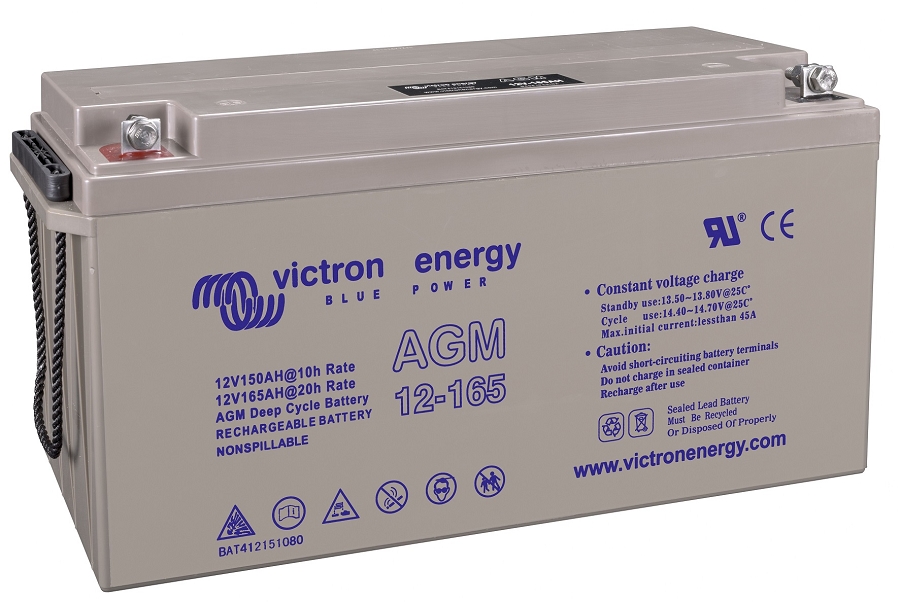 victron energy
BLUE POWER
AGM
12-165
12V150AH@10h Rate
12V165AH@20h Rate
AGM Deep Cycle Battery
RECHARGEABLE BATTERY
NONSPILLABLE
BAT412151080
RU® CE
• Constant voltage charge
Standby use:13.50~13.80V@25C°
Cycle use:14.40~14.70V@25C°
Max.initial current:lessthan 45A
• Caution:
Avoid short-circuiting battery terminals
Do not charge in sealed container
Recharge after use
Sealed Lead Battery
Must Be Recycled
Or Disposed Of Properly
www.victronenergy.com